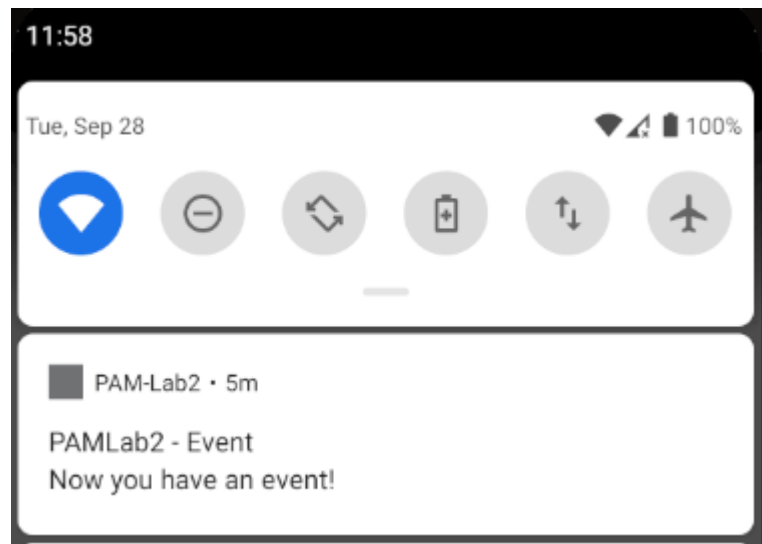 11:58
Tue, Sep 28 100%
PAM-Lab2 • 5m
PAMLab2 - Event
Now you have an event!